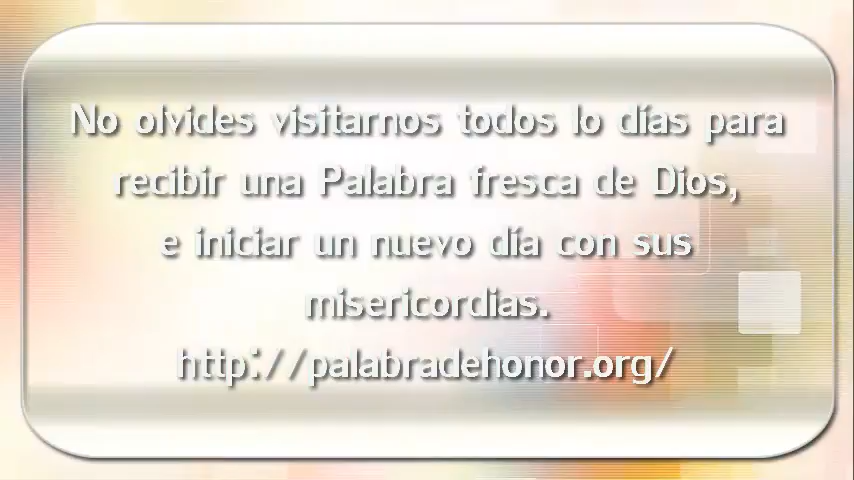 No olvides visitarnos todos lo días para
recibir una Palabra fresca de Dios,
e iniciar un nuevo día con sus
misericordias.
http://palabradehonor.org/